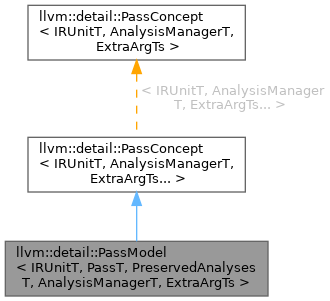 llvm::detail::PassConcept
< IRUnitT, AnalysisManagerT,
ExtraArgTs >
< IRUnitT, AnalysisManager
T, ExtraArgTs... >
llvm::detail::PassConcept
< IRUnitT, AnalysisManagerT,
ExtraArgTs... >
llvm::detail::PassModel
< IRUnitT, PassT, PreservedAnalyses
T, AnalysisManagerT, ExtraArgTs >